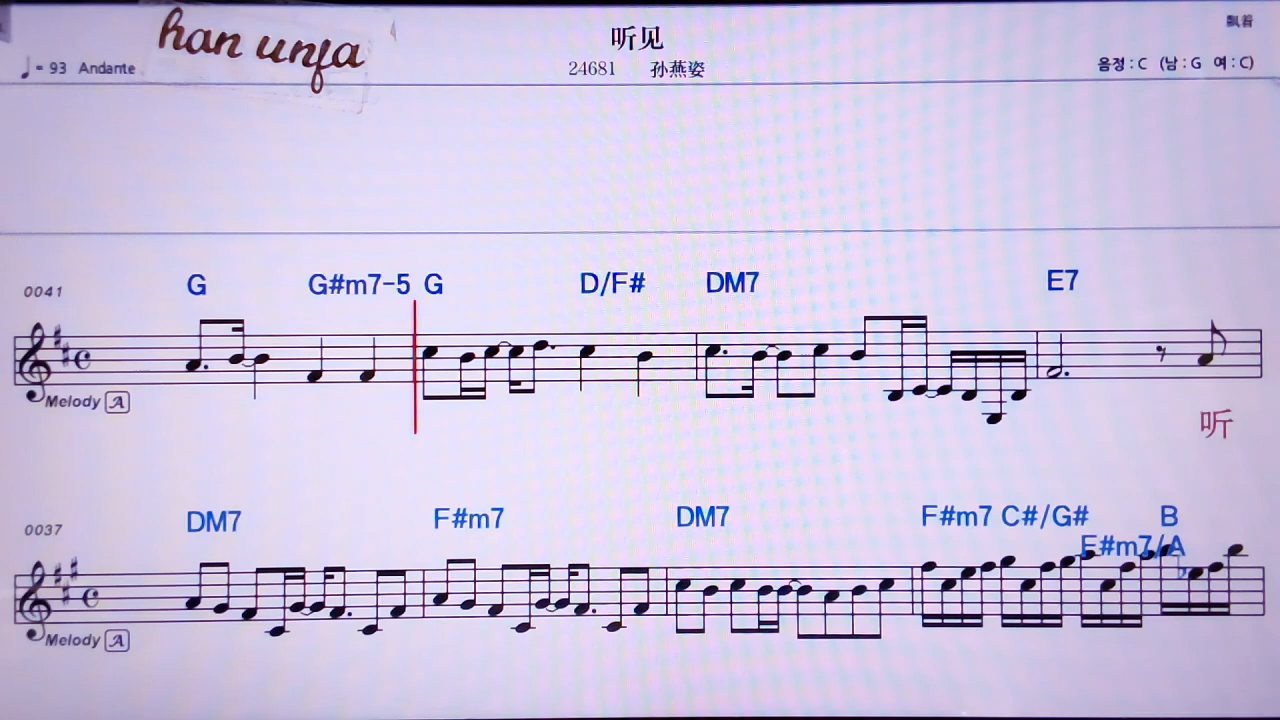 han unfa
听见
♩= 93 Andante
24681 孙燕姿
음정 : C (남 : G 여 : C)
G G#m7-5 G D/F# DM7 E7
0041
Melody A
听
DM7 F#m7 DM7 F#m7 C#/G# B
F#m7/A
0037
Melody A